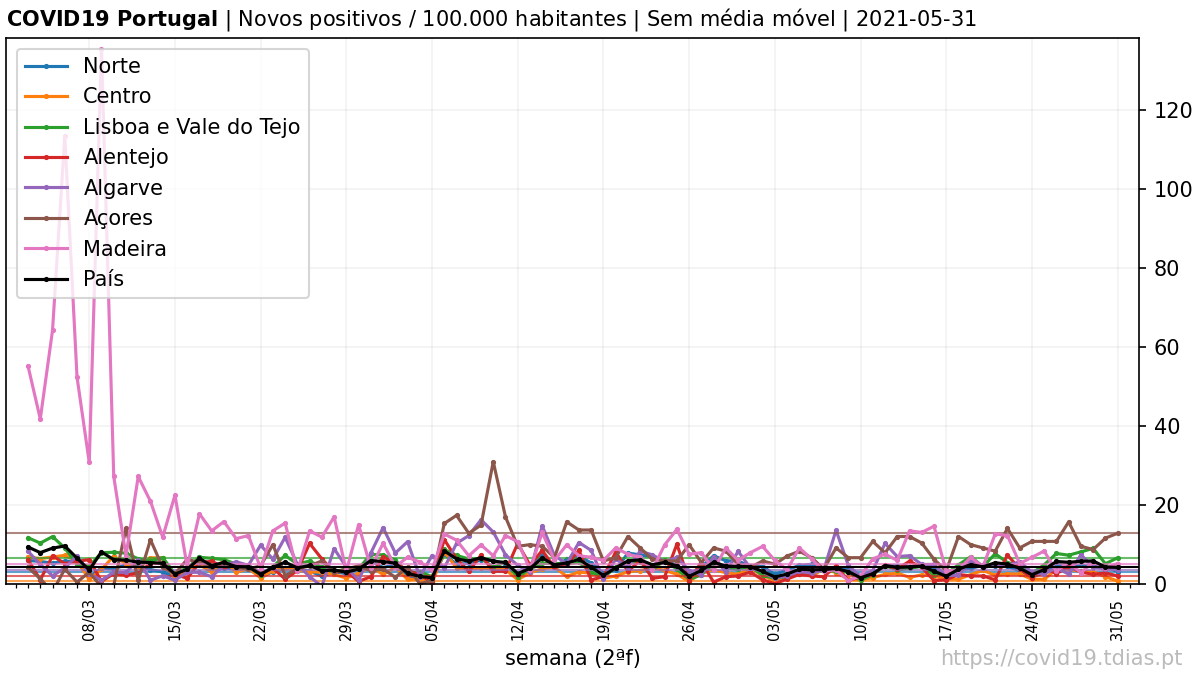 COVID19 Portugal | Novos positivos / 100.000 habitantes | Sem média móvel | 2021-05-31
Norte
Centro
Lisboa e Vale do Tejo
Alentejo
Algarve
Açores
Madeira
País
120
100
80
60
40
20
0
08/03
15/03
22/03
29/03
05/04
12/04
19/04
26/04
03/05
10/05
17/05
24/05
31/05
semana (2ªf)
https://covid19.tdias.pt